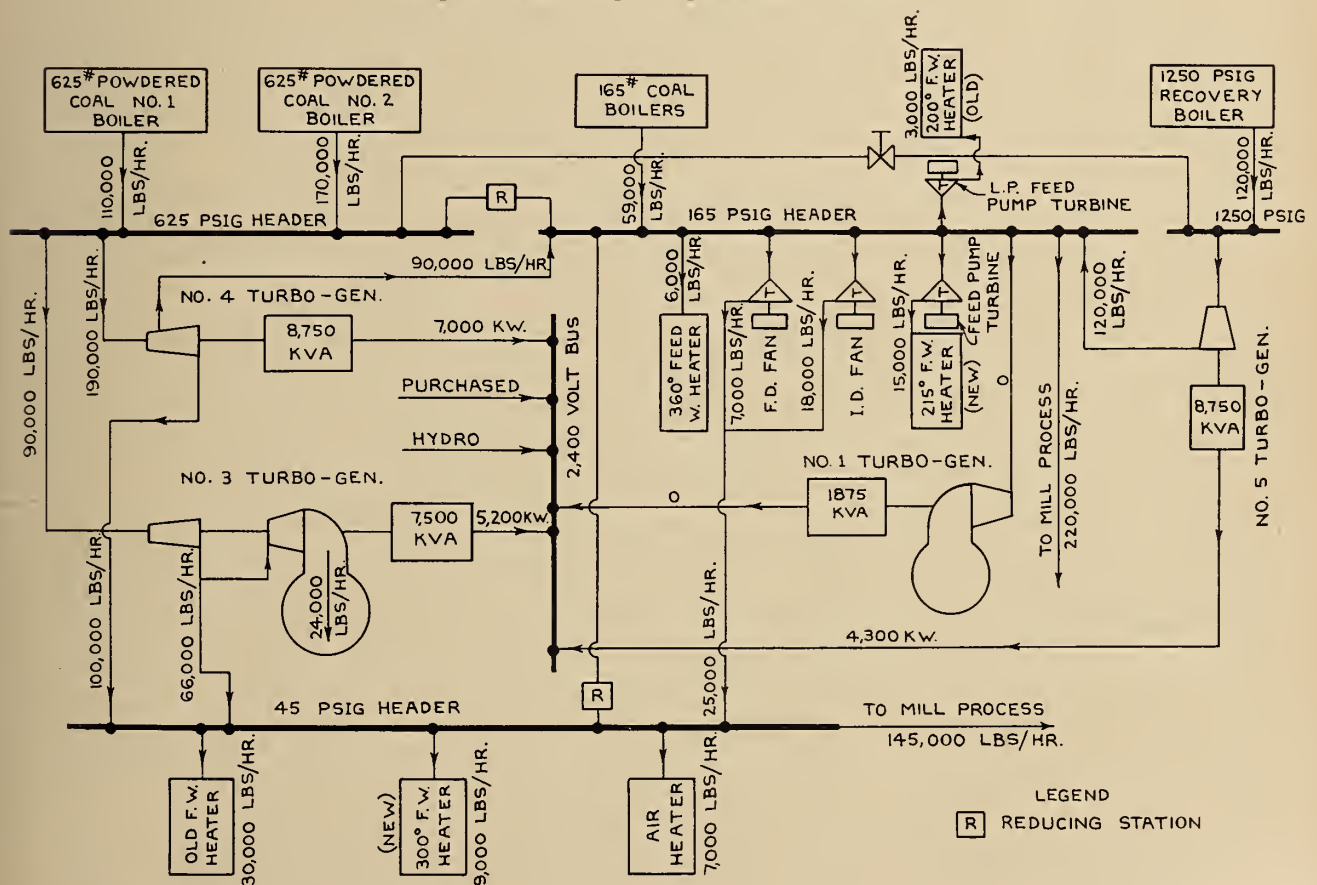 625# POWDERED
COAL NO. 1
BOILER
625# POWDERED
COAL NO. 2
BOILER
165# COAL
BOILERS
3,000 LBS/HR.
200° F.W.
HEATER
(OLD)
1250 PSIG
RECOVERY
BOILER
110,000
LBS/HR.
170,000
LBS/HR.
59,000
LBS/HR.
120,000
LBS/HR.
T
L.P. FEED
PUMP TURBINE
R
625 PSIG HEADER
165 PSIG HEADER
1250 PSIG
90,000 LBS/HR.
190,000 LBS/HR.
90,000 LBS/HR.
NO. 4 TURBO-GEN.
8,750
KVA
7,000 KW.
PURCHASED
HYDRO
2,400 VOLT BUS
6,000
LBS/HR.
360° FEED
W. HEATER
7,000 LBS/HR.
T
F.D. FAN
18,000 LBS/HR.
T
I.D. FAN
15,000 LBS/HR.
T
FEED PUMP
TURBINE
215° F.W.
HEATER
(NEW)
O
TO MILL PROCESS
220,000 LBS/HR.
120,000
LBS/HR.
8,750
KVA
NO. 5 TURBO-GEN.
NO. 3 TURBO-GEN.
7,500
KVA
5,200KW.
24,000
LBS/HR.
NO. 1 TURBO-GEN.
1875
KVA
O
100,000 LBS/HR.
66,000 LBS/HR.
25,000 LBS/HR.
4,300 KW.
R
45 PSIG HEADER
TO MILL PROCESS
145,000 LBS/HR.
OLD F.W.
HEATER
30,000 LBS/HR.
(NEW)
300° F.W.
HEATER
9,000 LBS/HR.
AIR
HEATER
7,000 LBS/HR.
LEGEND
R REDUCING STATION